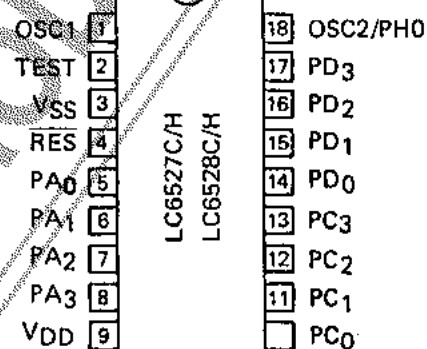 OSC1 1 18 OSC2/PH0
TEST 2 17 PD3
VSS 3 16 PD2
RES 4 15 PD1
PA0 5 14 PD0
PA1 6 13 PC3
PA2 7 12 PC2
PA3 8 11 PC1
VDD 9 PC0
LC6527C/H
LC6528C/H